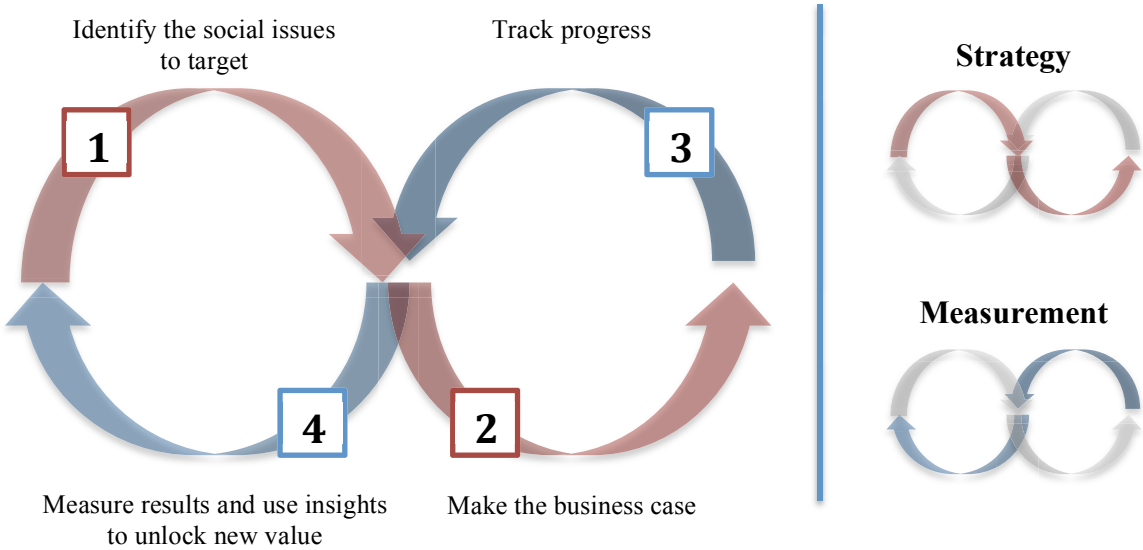 Identify the social issues
to target
Track progress
1
3
4
2
Measure results and use insights
to unlock new value
Make the business case
Strategy
Measurement